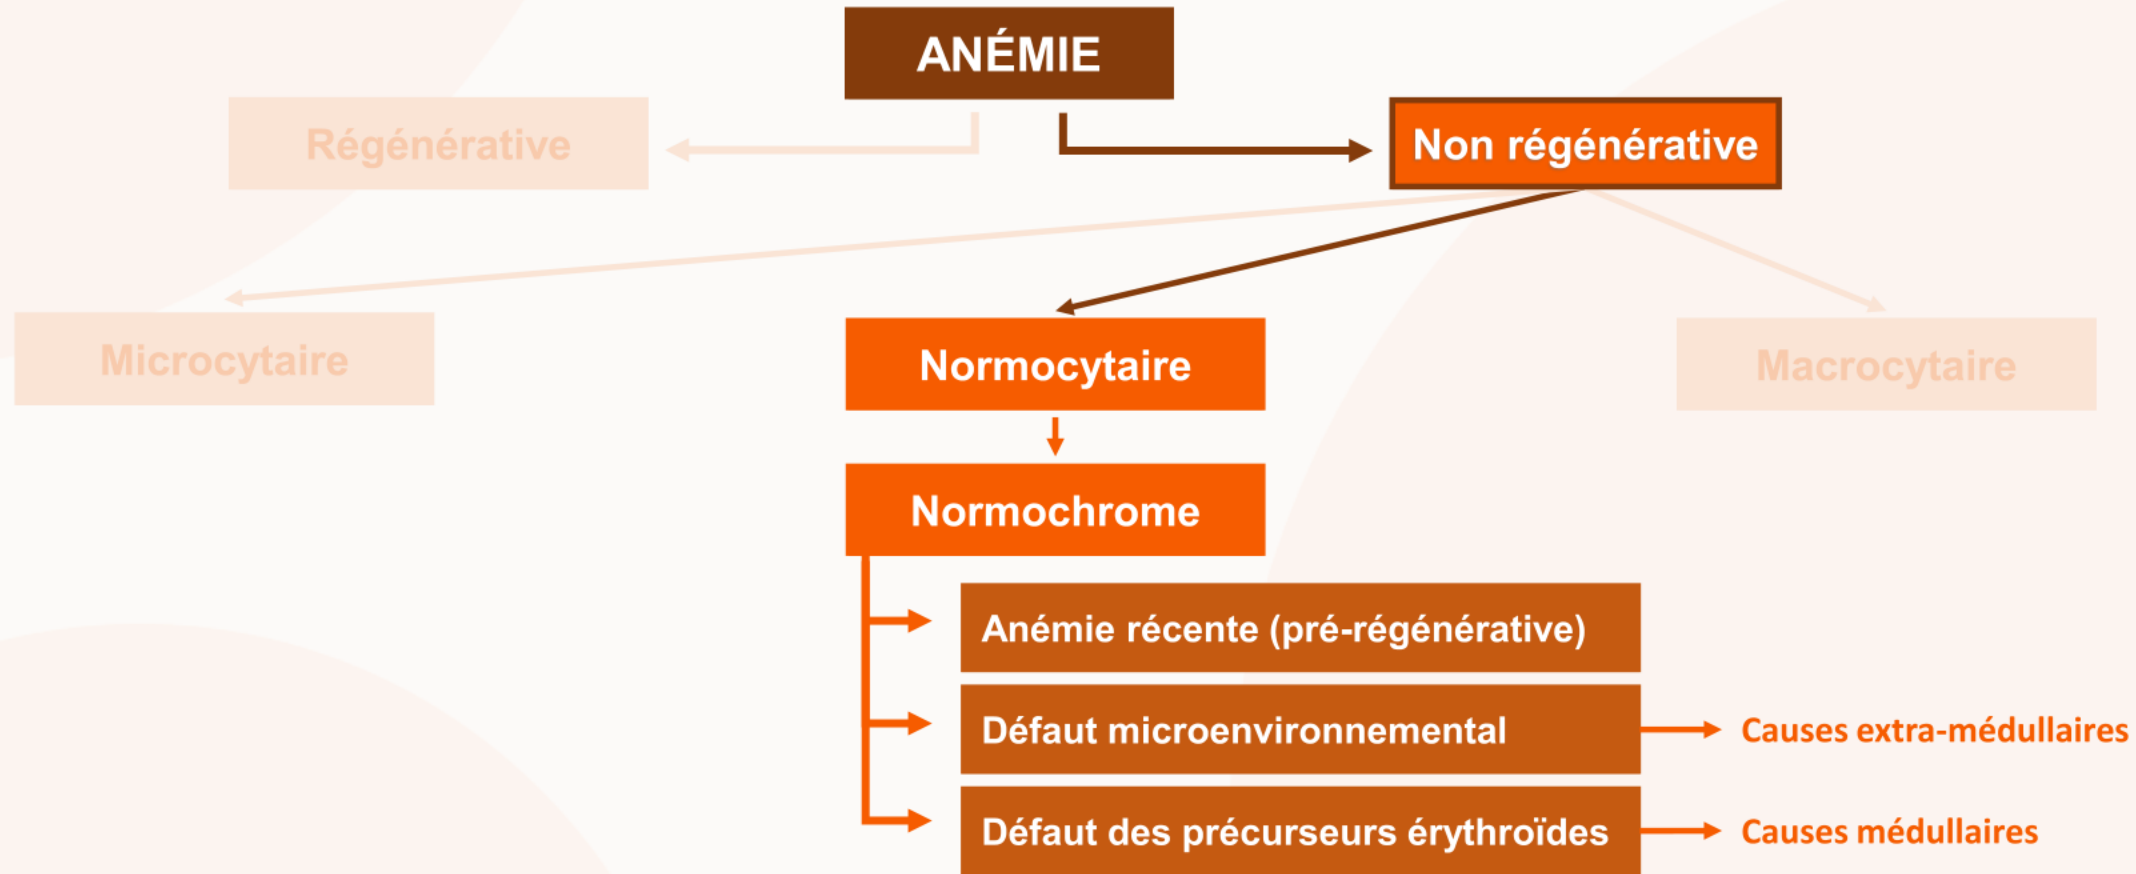 ANÉMIE
Régénérative
Non régénérative
Microcytaire
Normocytaire
Macrocytaire
Normochrome
Anémie récente (pré-régénérative)
Défaut microenvironnemental
Causes extra-médullaires
Défaut des précurseurs érythroïdes
Causes médullaires